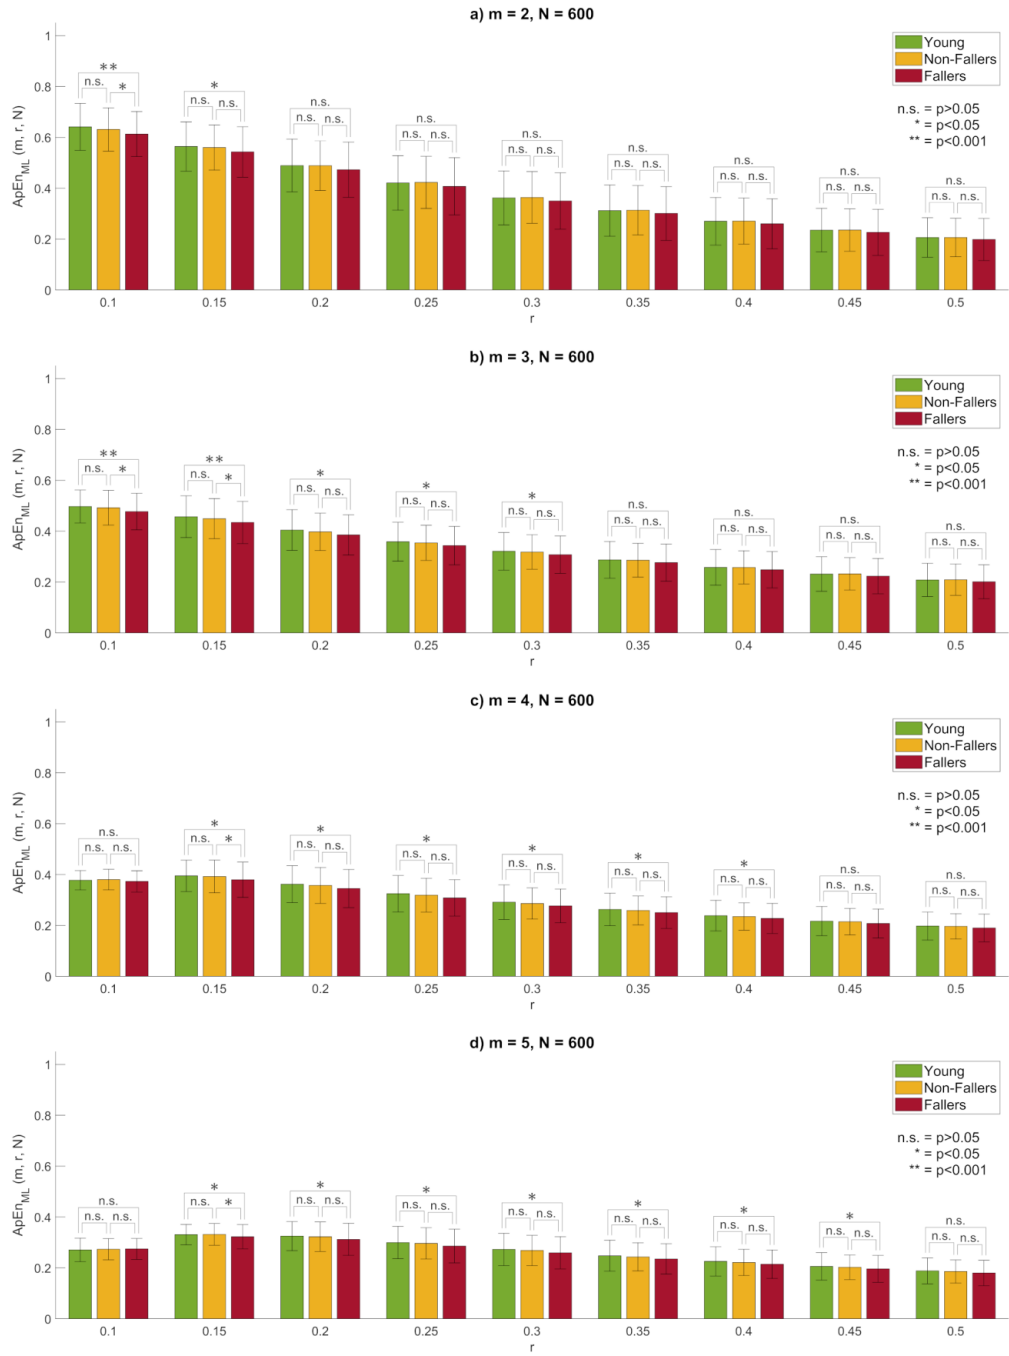 a) m = 2, N = 600
ApEnML (m, r, N)
1
0.8
0.6
0.4
0.2
0
** * n.s. n.s. n.s. n.s. n.s. n.s. n.s.
n.s. * n.s. n.s. n.s. n.s. n.s. n.s. n.s. n.s. n.s. n.s. n.s. n.s. n.s. n.s. n.s. n.s.
Young
Non-Fallers
Fallers
n.s. = p>0.05
* = p<0.05
** = p<0.001
0.1 0.15 0.2 0.25 0.3 0.35 0.4 0.45 0.5
r
b) m = 3, N = 600
ApEnML (m, r, N)
1
0.8
0.6
0.4
0.2
0
** ** * * * n.s. n.s. n.s. n.s.
n.s. * n.s. * n.s. n.s. n.s. n.s. n.s. n.s. n.s. n.s. n.s. n.s. n.s. n.s. n.s. n.s.
Young
Non-Fallers
Fallers
n.s. = p>0.05
* = p<0.05
** = p<0.001
0.1 0.15 0.2 0.25 0.3 0.35 0.4 0.45 0.5
r
c) m = 4, N = 600
ApEnML (m, r, N)
1
0.8
0.6
0.4
0.2
0
n.s. * * * * * * n.s. n.s.
n.s. n.s. n.s. * n.s. n.s. n.s. n.s. n.s. n.s. n.s. n.s. n.s. n.s. n.s. n.s. n.s. n.s.
Young
Non-Fallers
Fallers
n.s. = p>0.05
* = p<0.05
** = p<0.001
0.1 0.15 0.2 0.25 0.3 0.35 0.4 0.45 0.5
r
d) m = 5, N = 600
ApEnML (m, r, N)
1
0.8
0.6
0.4
0.2
0
n.s. * * * * * * * n.s.
n.s. n.s. n.s. * n.s. n.s. n.s. n.s. n.s. n.s. n.s. n.s. n.s. n.s. n.s. n.s. n.s. n.s.
Young
Non-Fallers
Fallers
n.s. = p>0.05
* = p<0.05
** = p<0.001
0.1 0.15 0.2 0.25 0.3 0.35 0.4 0.45 0.5
r